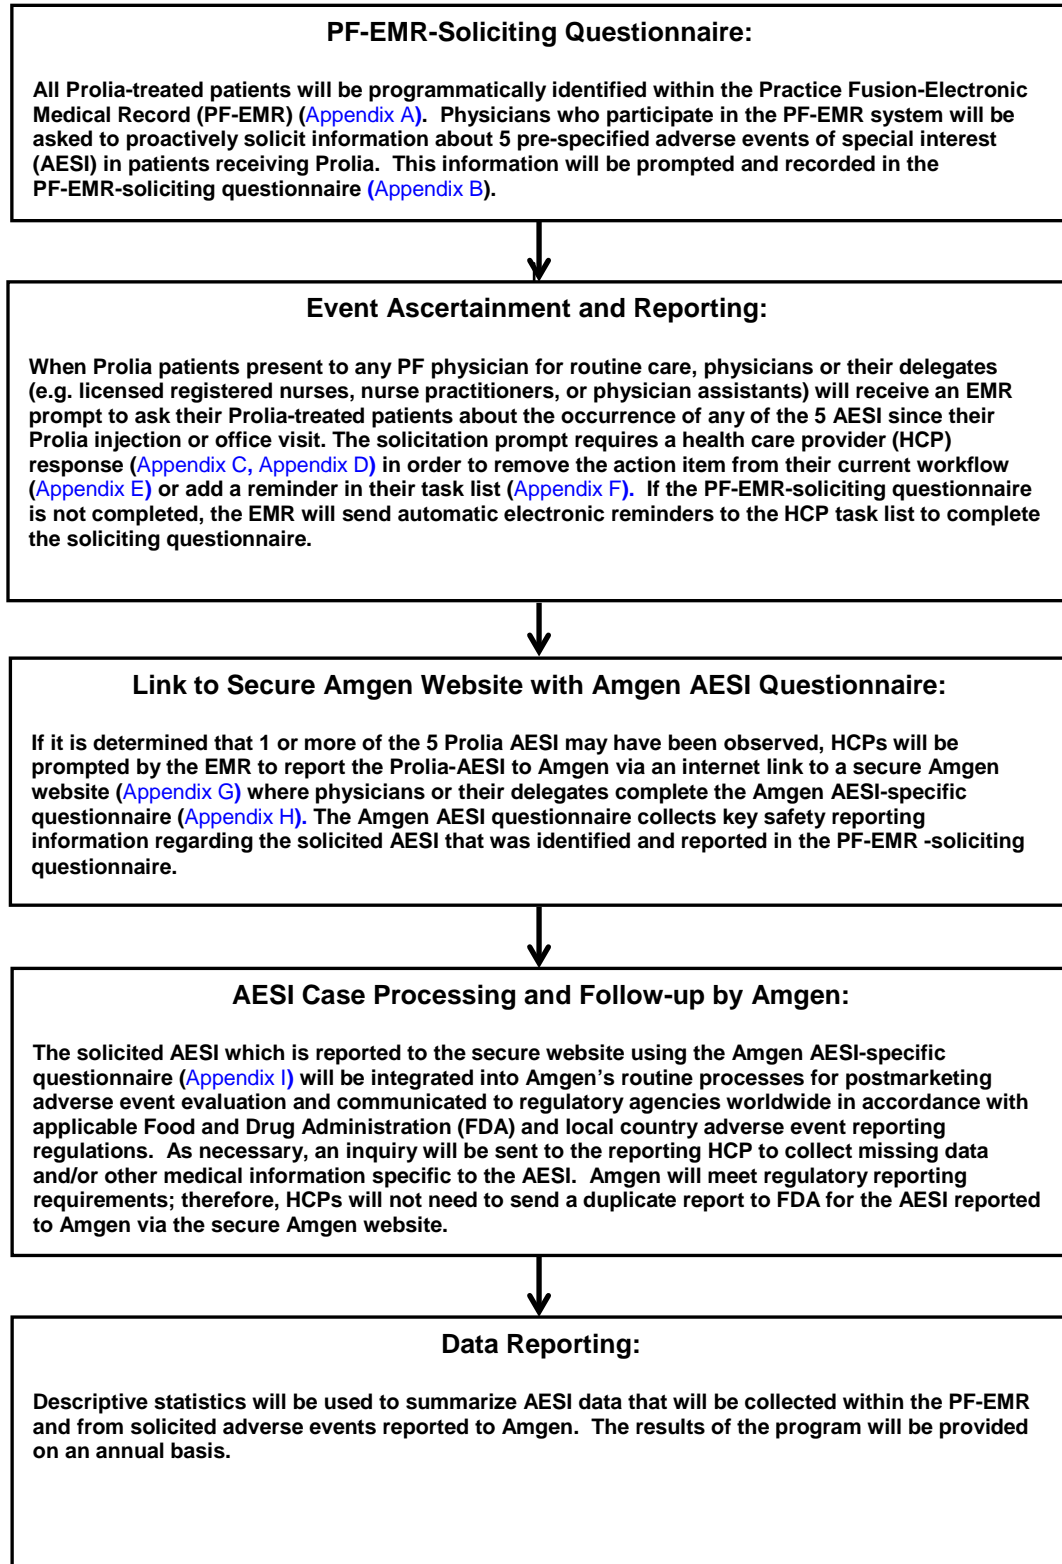 PF-EMR-Soliciting Questionnaire:
All Prolia-treated patients will be programmatically identified within the Practice Fusion-Electronic
Medical Record (PF-EMR) (Appendix A).  Physicians who participate in the PF-EMR system will be
asked to proactively solicit information about 5 pre-specified adverse events of special interest
(AESI) in patients receiving Prolia.  This information will be prompted and recorded in the
PF-EMR-soliciting questionnaire (Appendix B).
Event Ascertainment and Reporting:
When Prolia patients present to any PF physician for routine care, physicians or their delegates
(e.g. licensed registered nurses, nurse practitioners, or physician assistants) will receive an EMR
prompt to ask their Prolia-treated patients about the occurrence of any of the 5 AESI since their
Prolia injection or office visit. The solicitation prompt requires a health care provider (HCP)
response (Appendix C, Appendix D) in order to remove the action item from their current workflow
(Appendix E) or add a reminder in their task list (Appendix F).  If the PF-EMR-soliciting questionnaire
is not completed, the EMR will send automatic electronic reminders to the HCP task list to complete
the soliciting questionnaire.
Link to Secure Amgen Website with Amgen AESI Questionnaire:
If it is determined that 1 or more of the 5 Prolia AESI may have been observed, HCPs will be
prompted by the EMR to report the Prolia-AESI to Amgen via an internet link to a secure Amgen
website (Appendix G) where physicians or their delegates complete the Amgen AESI-specific
questionnaire (Appendix H). The Amgen AESI questionnaire collects key safety reporting
information regarding the solicited AESI that was identified and reported in the PF-EMR -soliciting
questionnaire.
AESI Case Processing and Follow-up by Amgen:
The solicited AESI which is reported to the secure website using the Amgen AESI-specific
questionnaire (Appendix I) will be integrated into Amgen's routine processes for postmarketing
adverse event evaluation and communicated to regulatory agencies worldwide in accordance with
applicable Food and Drug Administration (FDA) and local country adverse event reporting
regulations.  As necessary, an inquiry will be sent to the reporting HCP to collect missing data
and/or other medical information specific to the AESI.  Amgen will meet regulatory reporting
requirements; therefore, HCPs will not need to send a duplicate report to FDA for the AESI reported
to Amgen via the secure Amgen website.
Data Reporting:
Descriptive statistics will be used to summarize AESI data that will be collected within the PF-EMR
and from solicited adverse events reported to Amgen.  The results of the program will be provided
on an annual basis.